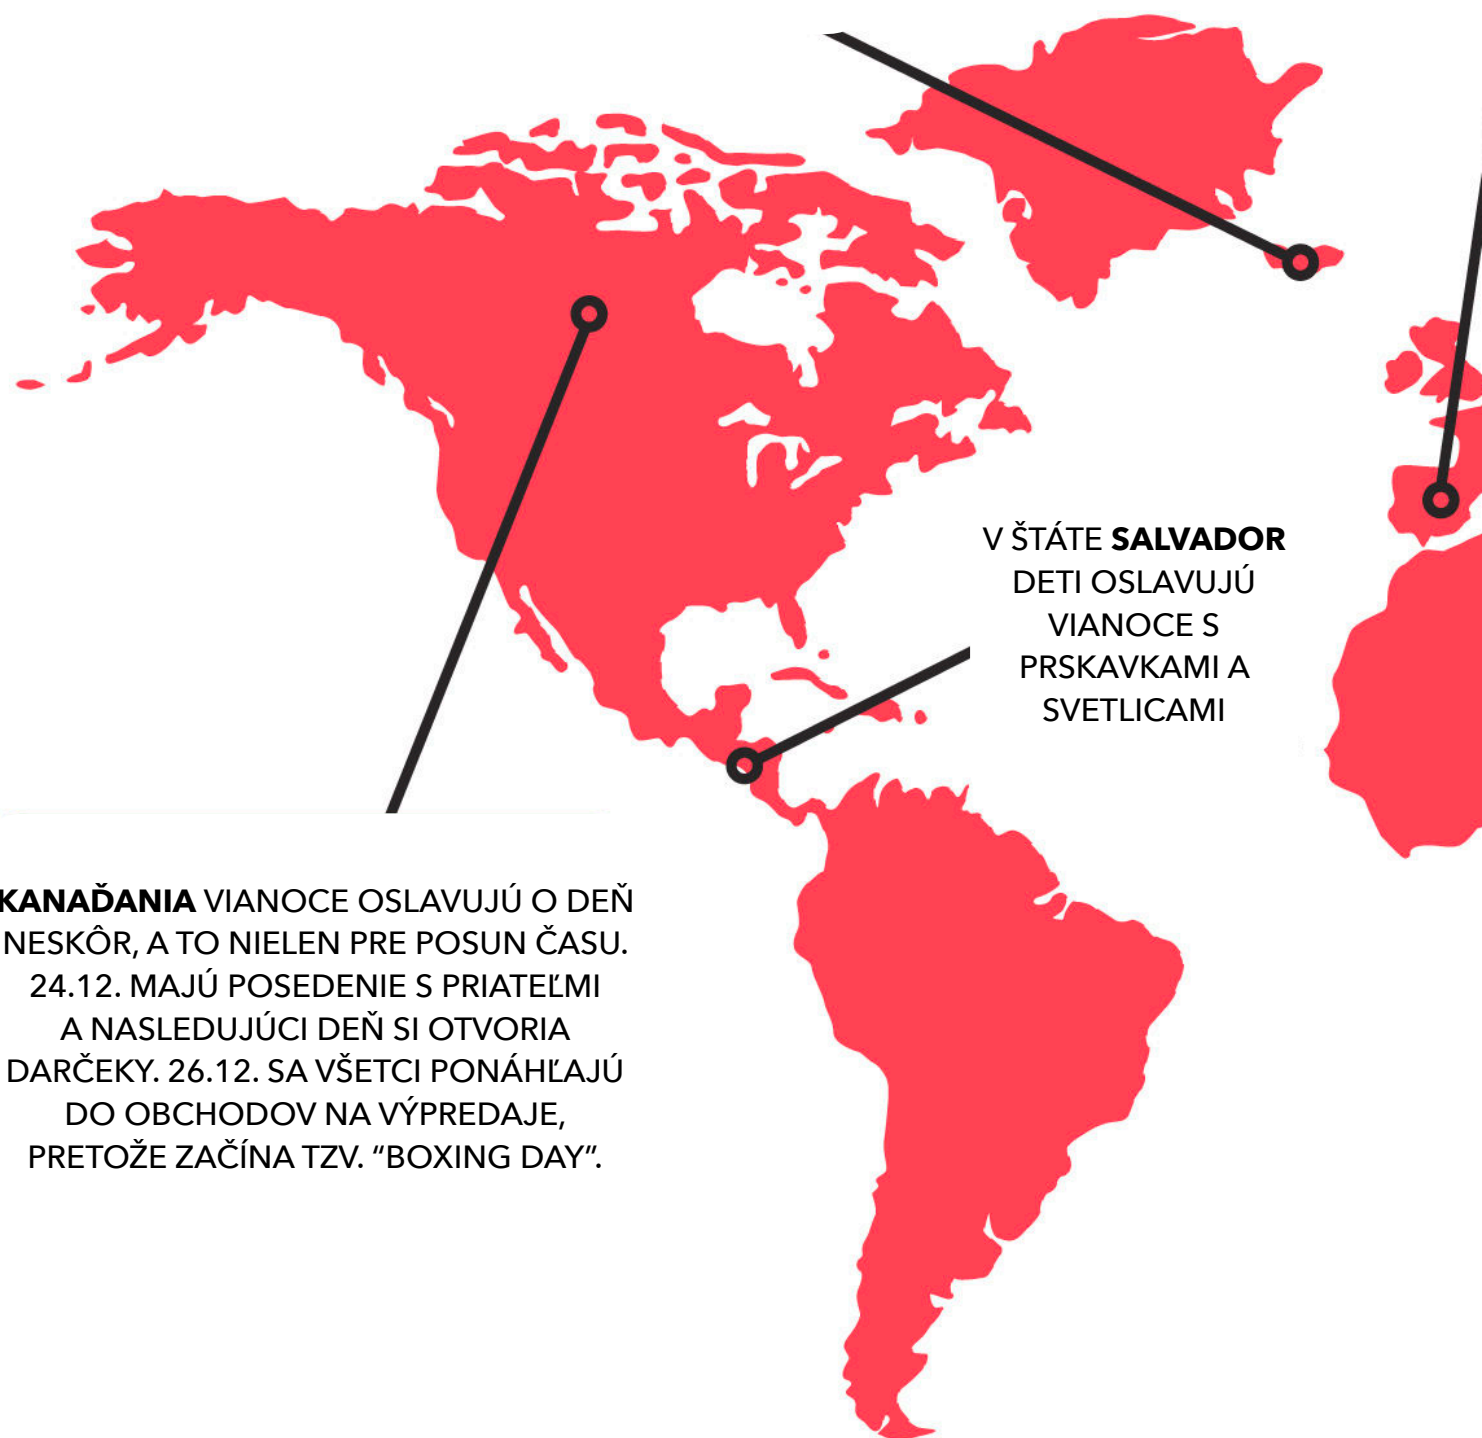 V ŠTÁTE SALVADOR
DETI OSLAVUJÚ
VIANOCE S
PRSKAVKAMI A
SVETLICAMI
KANAĎANIA VIANOCE OSLAVUJÚ O DEŇ
NESKÔR, A TO NIELEN PRE POSUN ČASU.
24.12. MAJÚ POSEDENIE S PRIATEĽMI
A NASLEDUJÚCI DEŇ SI OTVORIA
DARČEKY. 26.12. SA VŠETCI PONÁHĽAJÚ
DO OBCHODOV NA VÝPREDAJE,
PRETOŽE ZAČÍNA TZV. “BOXING DAY”.